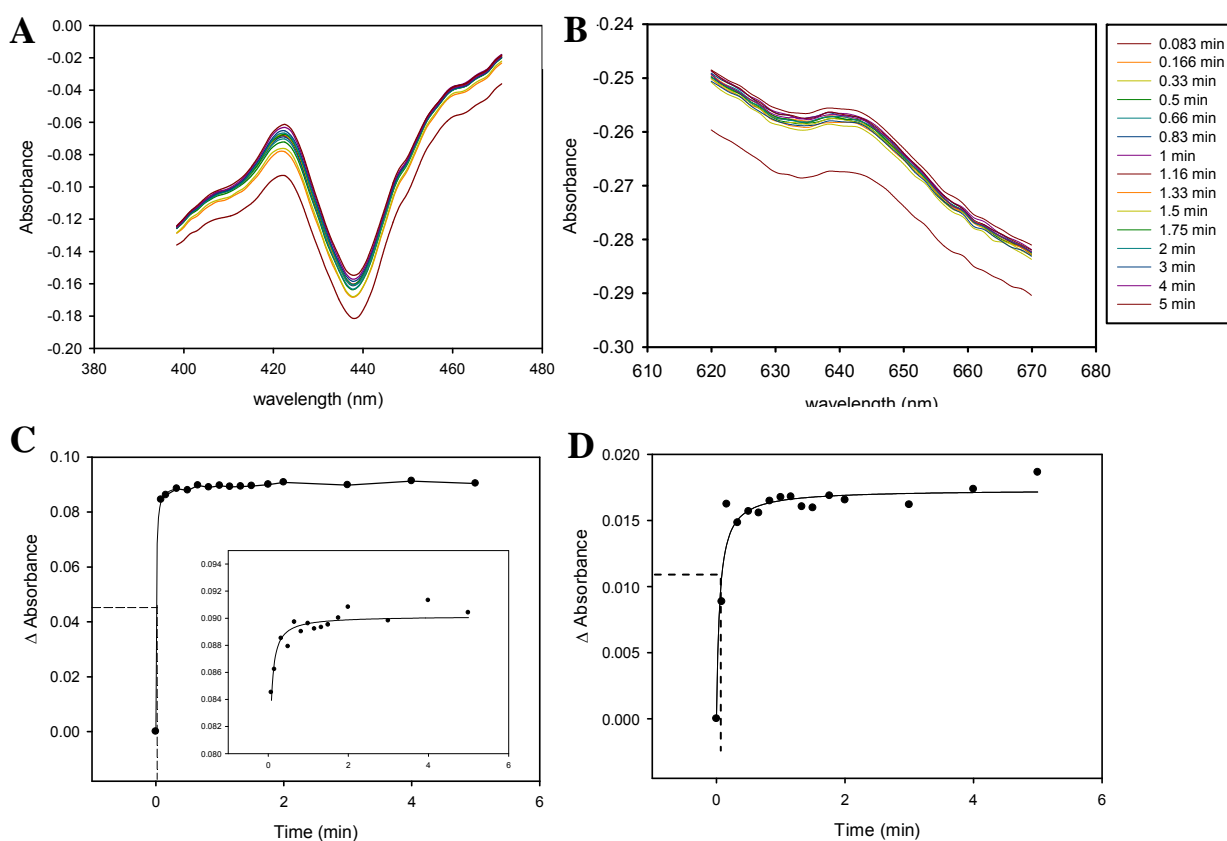 A
Absorbance
0.00
-0.02
-0.04
-0.06
-0.08
-0.10
-0.12
-0.14
-0.16
-0.18
-0.20
380 400 420 440 460 480
wavelength (nm)
B
Absorbance
-0.24
-0.25
-0.26
-0.27
-0.28
-0.29
-0.30
610 620 630 640 650 660 670 680
wavelength (nm)
0.083 min
0.166 min
0.33 min
0.5 min
0.66 min
0.83 min
1 min
1.16 min
1.33 min
1.5 min
1.75 min
2 min
3 min
4 min
5 min
C
Δ Absorbance
0.10
0.08
0.06
0.04
0.02
0.00
0 2 4 6
Time (min)
0.094
0.092
0.090
0.088
0.086
0.084
0.082
0.080
0 2 4 6
D
Δ Absorbance
0.020
0.015
0.010
0.005
0.000
0 2 4 6
Time (min)